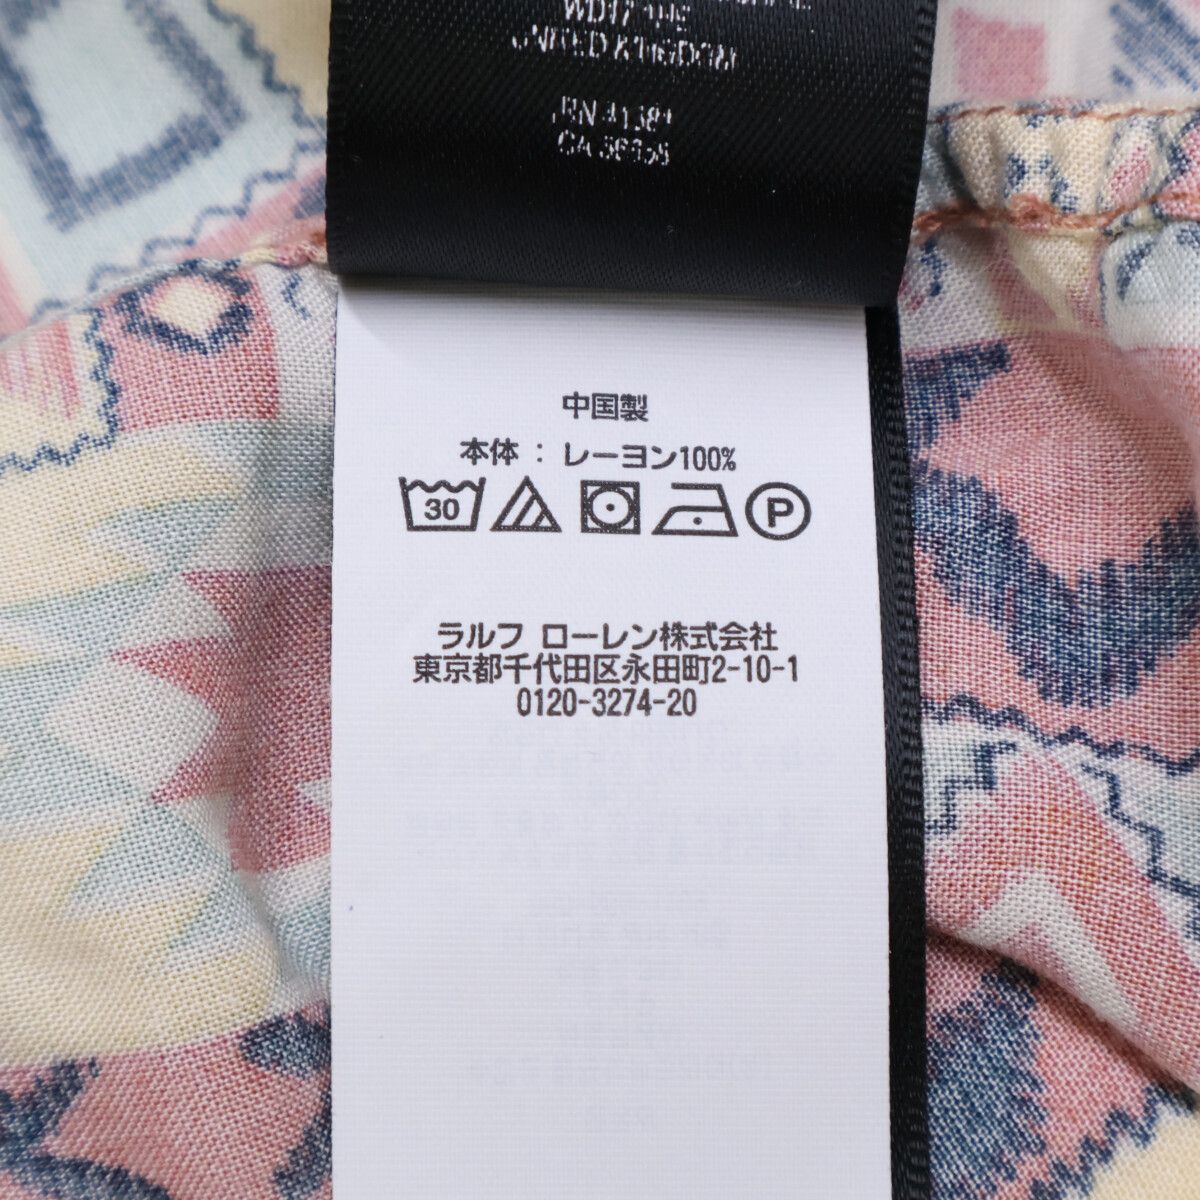 UNITED KINGDOM
中国製
本体 : レーヨン100%
30 P
ラルフ ローレン株式会社
東京都千代田区永田町2-10-1
0120-3274-20